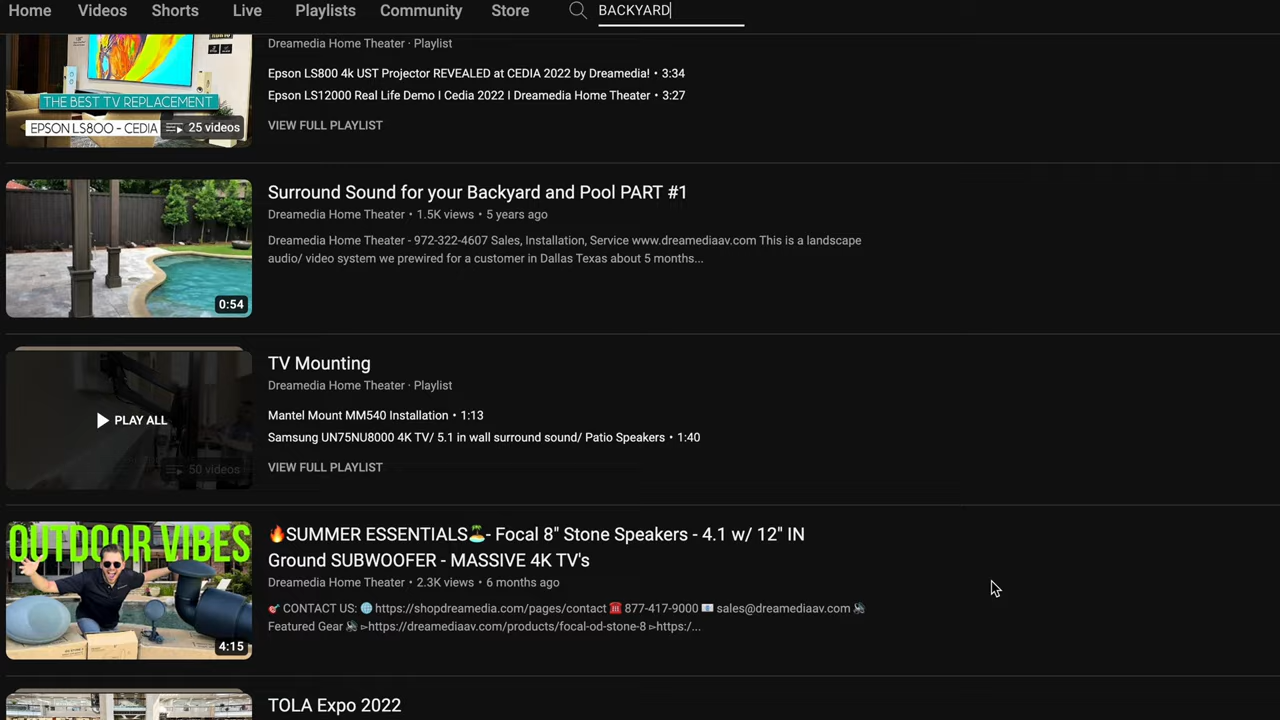 Home Videos Shorts Live Playlists Community Store BACKYARD
Dreamedia Home Theater · Playlist
Epson LS800 4k UST Projector REVEALED at CEDIA 2022 by Dreamedia! • 3:34
Epson LS12000 Real Life Demo I Cedia 2022 I Dreamedia Home Theater • 3:27
VIEW FULL PLAYLIST
THE BEST TV REPLACEMENT
EPSON LS800 - CEDIA
25 videos
Surround Sound for your Backyard and Pool PART #1
Dreamedia Home Theater • 1.5K views • 5 years ago
Dreamedia Home Theater - 972-322-4607 Sales, Installation, Service www.dreamediaav.com This is a landscape
audio/ video system we prewired for a customer in Dallas Texas about 5 months...
0:54
TV Mounting
Dreamedia Home Theater · Playlist
Mantel Mount MM540 Installation • 1:13
Samsung UN75NU8000 4K TV/ 5.1 in wall surround sound/ Patio Speakers • 1:40
VIEW FULL PLAYLIST
PLAY ALL
50 videos
OUTDOOR VIBES
🔥SUMMER ESSENTIALS🏝️- Focal 8" Stone Speakers - 4.1 w/ 12" IN
Ground SUBWOOFER - MASSIVE 4K TV's
Dreamedia Home Theater • 2.3K views • 6 months ago
🎯 CONTACT US: 🌐 https://shopdreamedia.com/pages/contact ☎️ 877-417-9000 📧 sales@dreamediaav.com 🔊
Featured Gear 🔊 ▻https://dreamediaav.com/products/focal-od-stone-8 ▻https:/...
4:15
TOLA Expo 2022